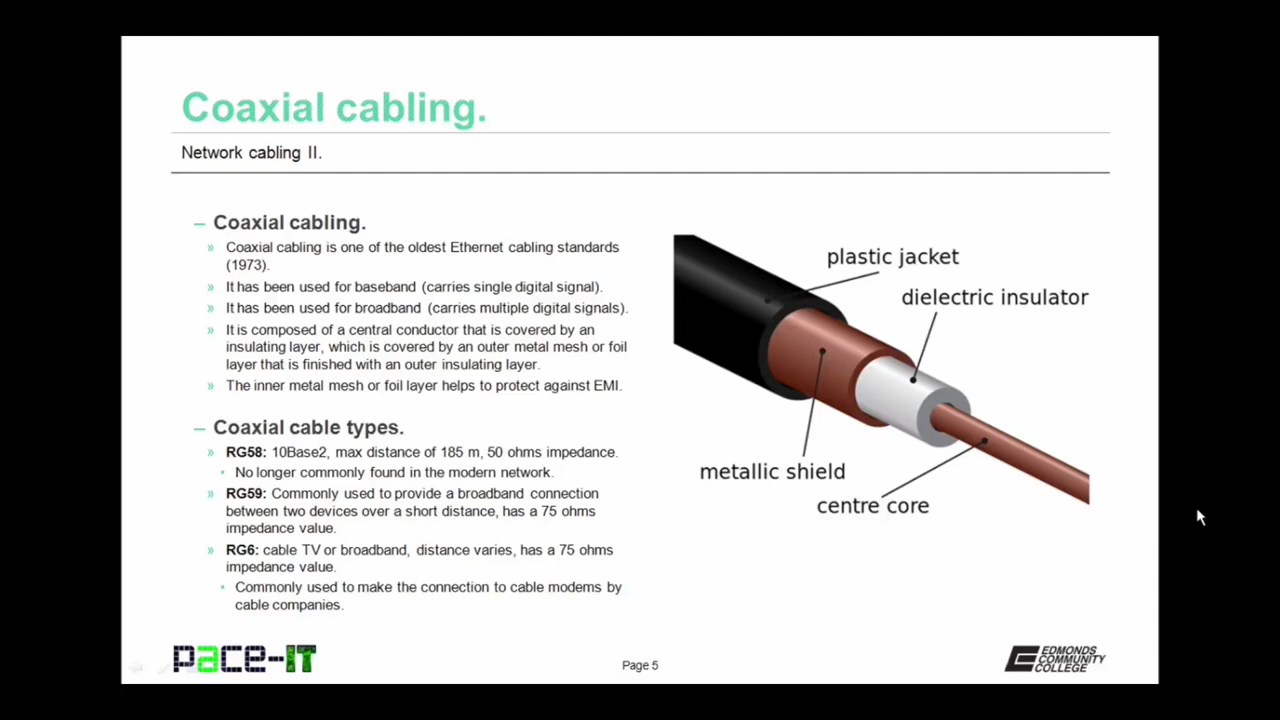 Coaxial cabling.
Network cabling II.
– Coaxial cabling.
» Coaxial cabling is one of the oldest Ethernet cabling standards
(1973).
» It has been used for baseband (carries single digital signal).
» It has been used for broadband (carries multiple digital signals).
» It is composed of a central conductor that is covered by an
insulating layer, which is covered by an outer metal mesh or foil
layer that is finished with an outer insulating layer.
» The inner metal mesh or foil layer helps to protect against EMI.
– Coaxial cable types.
» RG58: 10Base2, max distance of 185 m, 50 ohms impedance.
• No longer commonly found in the modern network.
» RG59: Commonly used to provide a broadband connection
between two devices over a short distance, has a 75 ohms
impedance value.
» RG6: cable TV or broadband, distance varies, has a 75 ohms
impedance value.
• Commonly used to make the connection to cable modems by
cable companies.
plastic jacket
dielectric insulator
metallic shield
centre core
pace-IT
Page 5
EDMONDS
COMMUNITY
COLLEGE